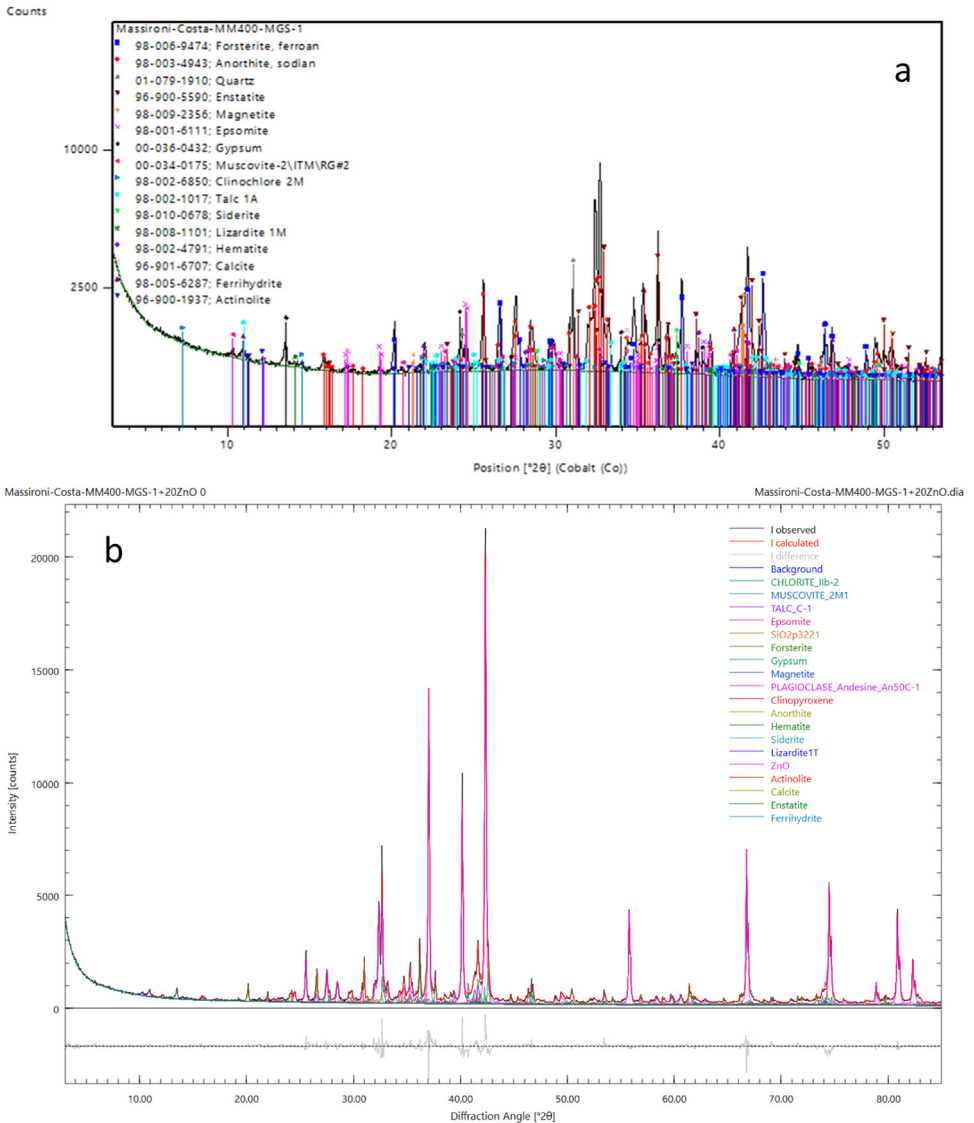 Counts
Massironi-Costa-MM400-MGS-1
98-006-9474; Forsterite, ferroan
98-003-4943; Anorthite, sodian
01-079-1910; Quartz
96-900-5590; Enstatite
98-009-2356; Magnetite
98-001-6111; Epsomite
00-036-0432; Gypsum
00-034-0175; Muscovite-2\ITM\RG#2
98-002-6850; Clinochlore 2M
98-002-1017; Talc 1A
98-010-0678; Siderite
98-008-1101; Lizardite 1M
98-002-4791; Hematite
96-901-6707; Calcite
98-005-6287; Ferrihydrite
96-900-1937; Actinolite
a
10000
2500
10 20 30 40 50
Position [°2θ] (Cobalt (Co))
Massironi-Costa-MM400-MGS-1+20ZnO 0
Massironi-Costa-MM400-MGS-1+20ZnO.dia
b
I observed
I calculated
I difference
Background
CHLORITE_IIb-2
MUSCOVITE_2M1
TALC_C-1
Epsomite
SiO2p3221
Forsterite
Gypsum
Magnetite
PLAGIOCLASE_Andesine_An50C-1
Clinopyroxene
Anorthite
Hematite
Siderite
Lizardite1T
ZnO
Actinolite
Calcite
Enstatite
Ferrihydrite
20000
15000
10000
5000
0
Intensity [counts]
10.00 20.00 30.00 40.00 50.00 60.00 70.00 80.00
Diffraction Angle [°2θ]